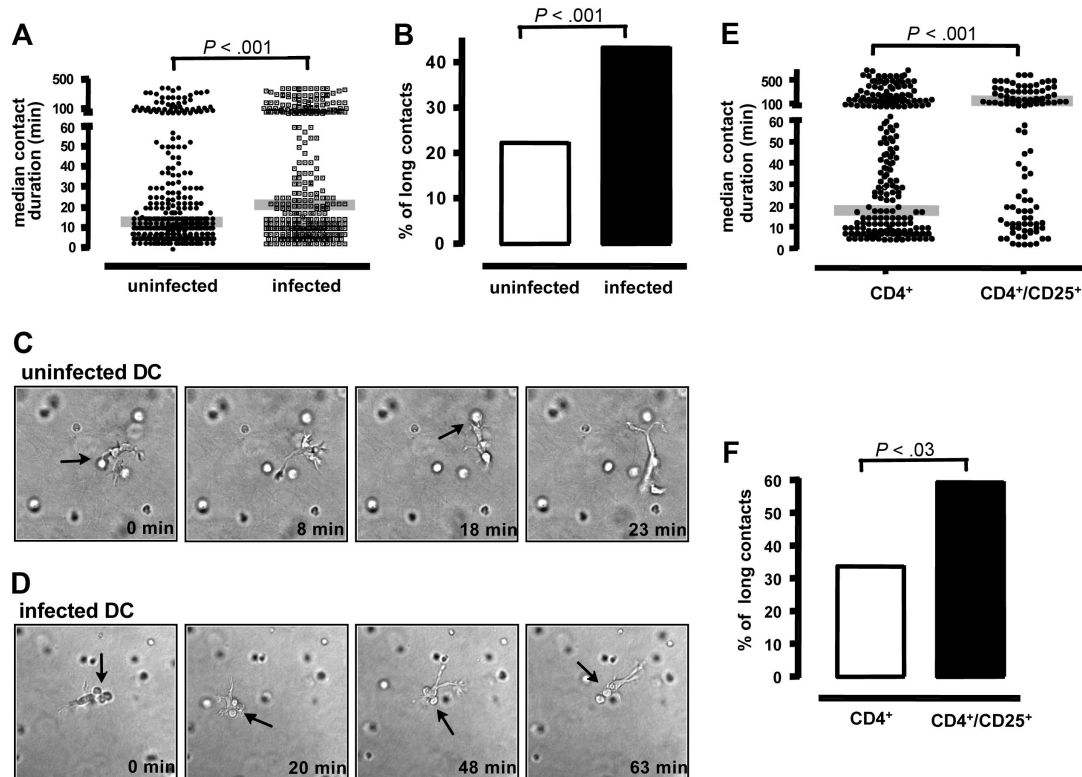 A
P < .001
median contact
duration (min)
500
100
60
50
40
30
20
10
0
uninfected
infected
B
P < .001
% of long contacts
40
30
20
10
0
uninfected
infected
E
P < .001
median contact
duration (min)
500
100
60
50
40
30
20
10
0
CD4⁺
CD4⁺/CD25⁺
C
uninfected DC
0 min
8 min
18 min
23 min
D
infected DC
0 min
20 min
48 min
63 min
F
P < .03
% of long contacts
60
50
40
30
20
10
0
CD4⁺
CD4⁺/CD25⁺